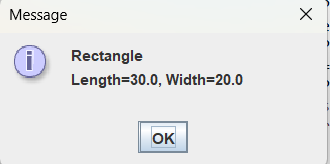 Message
Rectangle
Length=30.0, Width=20.0
OK